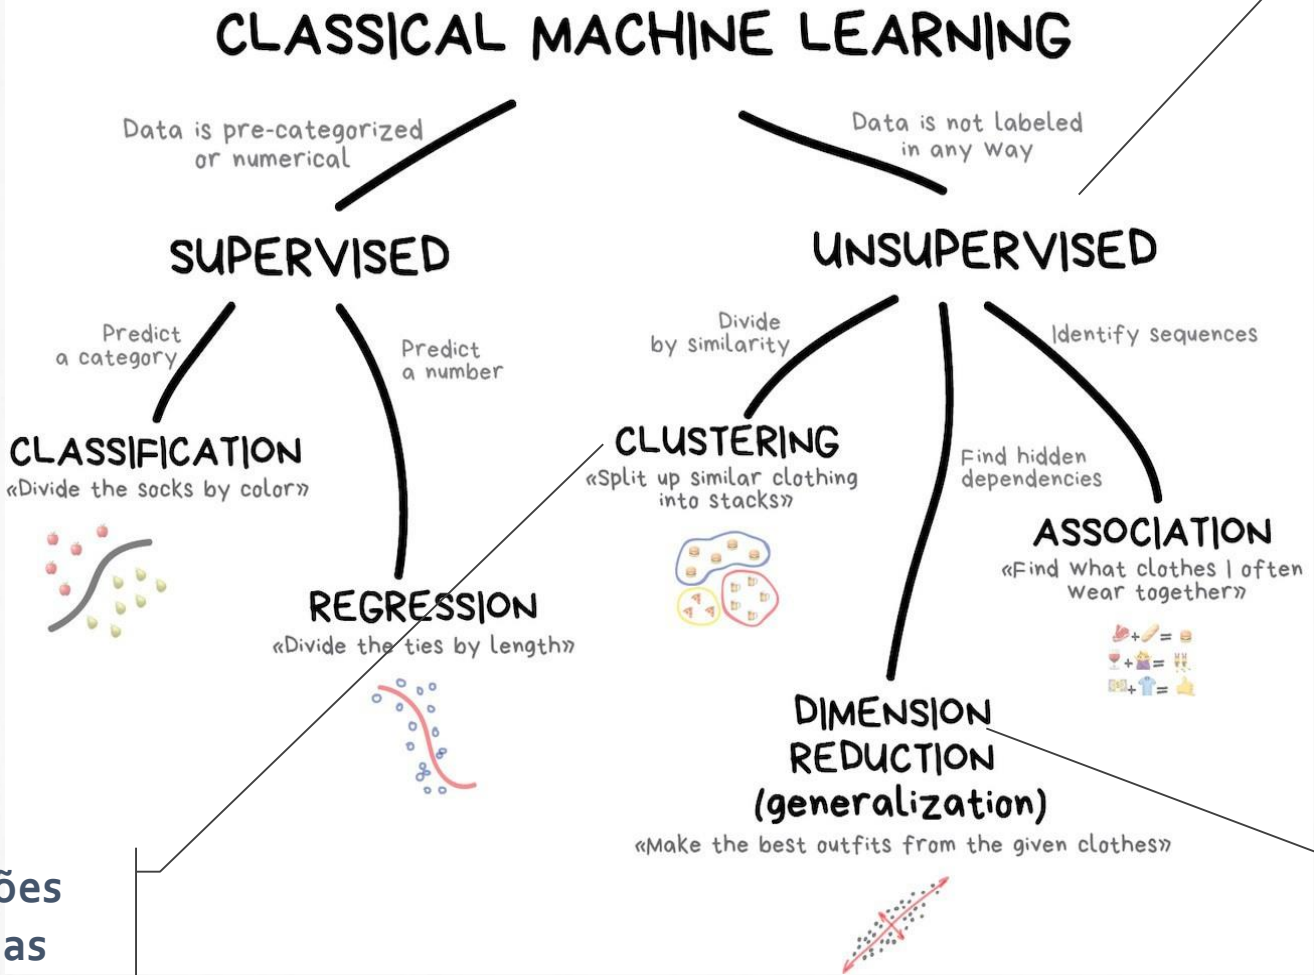 CLASSICAL MACHINE LEARNING
Data is pre-categorized
or numerical
Data is not labeled
in any way
SUPERVISED
UNSUPERVISED
Predict
a category
Predict
a number
Divide
by similarity
Identify sequences
CLASSIFICATION
«Divide the socks by color»
CLUSTERING
«Split up similar clothing
into stacks»
Find hidden
dependencies
ASSOCIATION
«Find what clothes I often
wear together»
REGRESSION
«Divide the ties by length»
+ =
+ =
+ =
DIMENSION
REDUCTION
(generalization)
«Make the best outfits from the given clothes»
ões
as